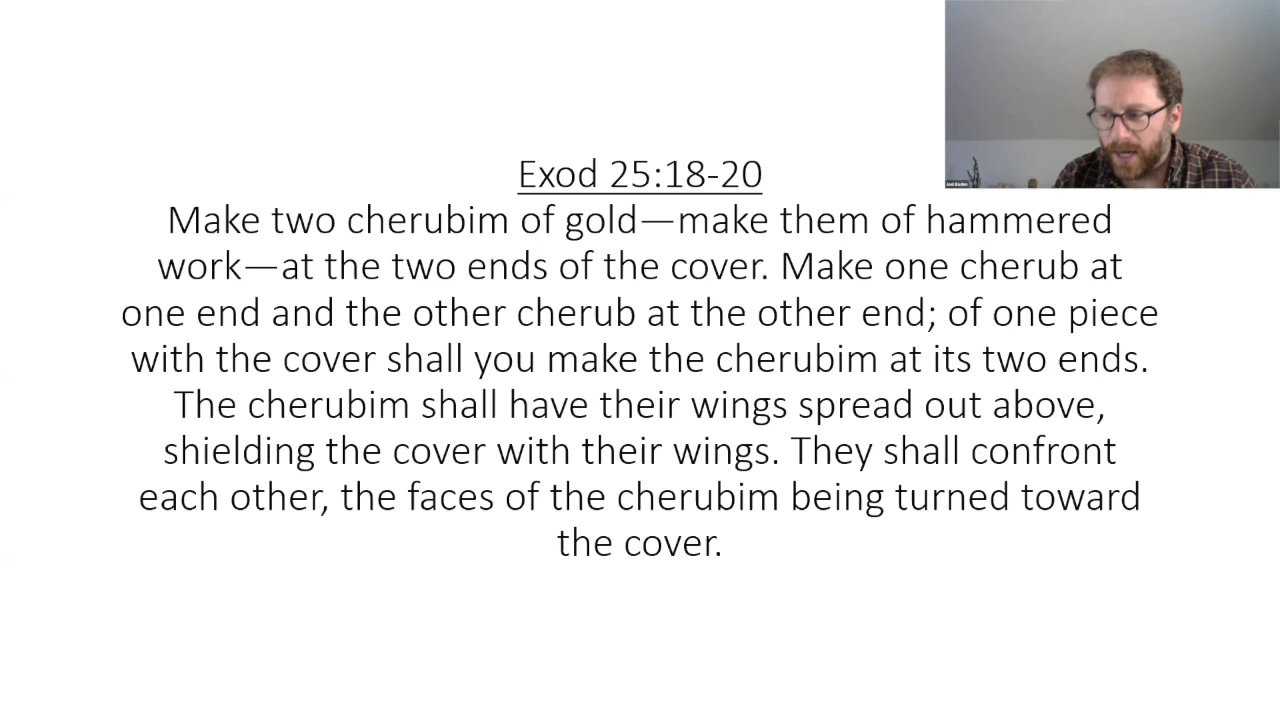 Exod 25:18-20
Make two cherubim of gold—make them of hammered
work—at the two ends of the cover. Make one cherub at
one end and the other cherub at the other end; of one piece
with the cover shall you make the cherubim at its two ends.
The cherubim shall have their wings spread out above,
shielding the cover with their wings. They shall confront
each other, the faces of the cherubim being turned toward
the cover.
Joel Baden